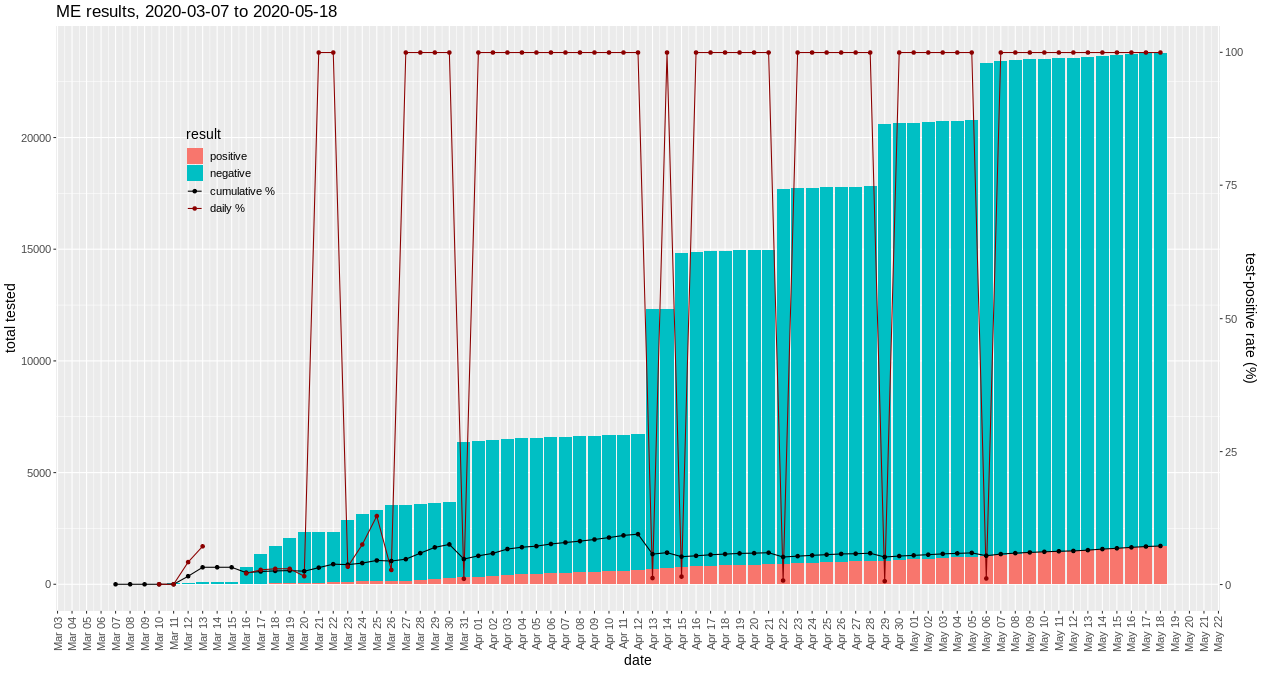 ME results, 2020-03-07 to 2020-05-18
result
positive
negative
cumulative %
daily %
total tested
20000
15000
10000
5000
0
100
75
50
25
0
test-positive rate (%)
Mar 03
Mar 04
Mar 05
Mar 06
Mar 07
Mar 08
Mar 09
Mar 10
Mar 11
Mar 12
Mar 13
Mar 14
Mar 15
Mar 16
Mar 17
Mar 18
Mar 19
Mar 20
Mar 21
Mar 22
Mar 23
Mar 24
Mar 25
Mar 26
Mar 27
Mar 28
Mar 29
Mar 30
Mar 31
Apr 01
Apr 02
Apr 03
Apr 04
Apr 05
Apr 06
Apr 07
Apr 08
Apr 09
Apr 10
Apr 11
Apr 12
Apr 13
Apr 14
Apr 15
Apr 16
Apr 17
Apr 18
Apr 19
Apr 20
Apr 21
Apr 22
Apr 23
Apr 24
Apr 25
Apr 26
Apr 27
Apr 28
Apr 29
Apr 30
May 01
May 02
May 03
May 04
May 05
May 06
May 07
May 08
May 09
May 10
May 11
May 12
May 13
May 14
May 15
May 16
May 17
May 18
May 19
May 20
May 21
May 22
date